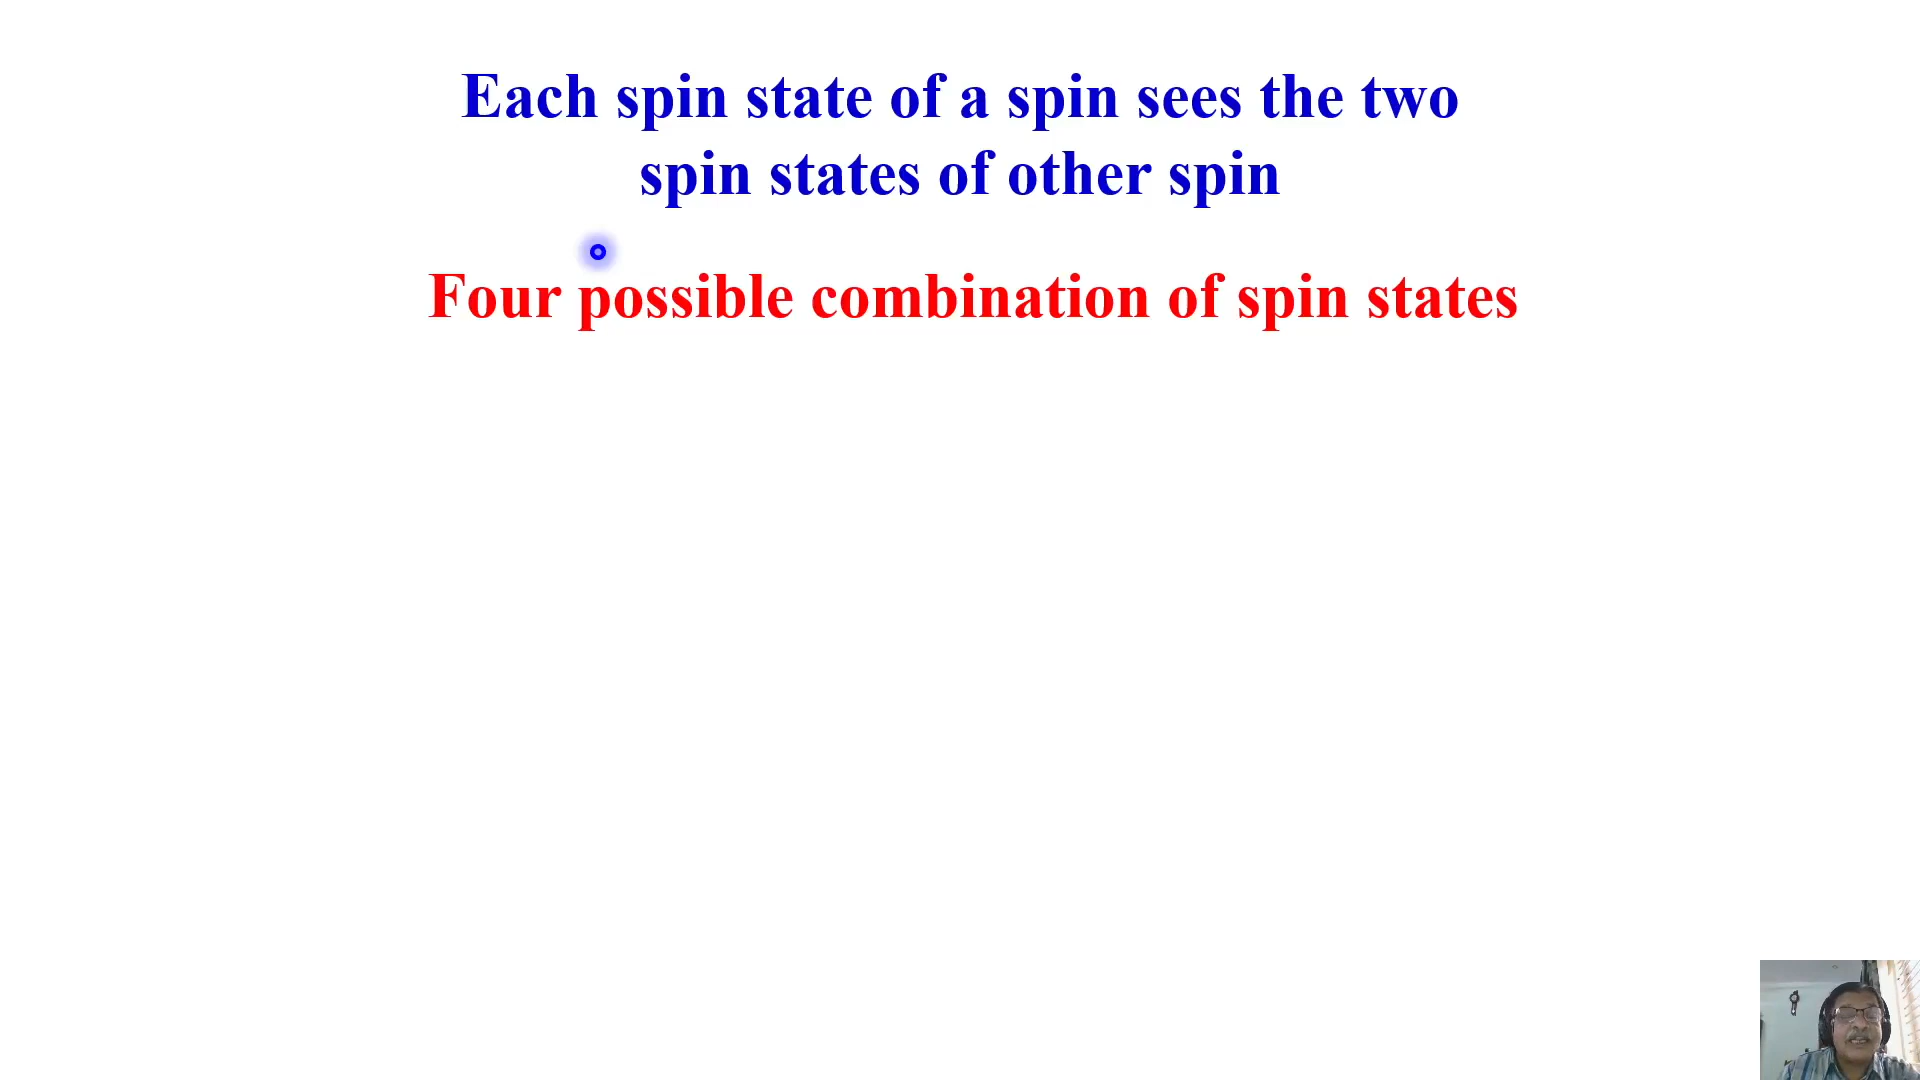 Each spin state of a spin sees the two
spin states of other spin
Four possible combination of spin states